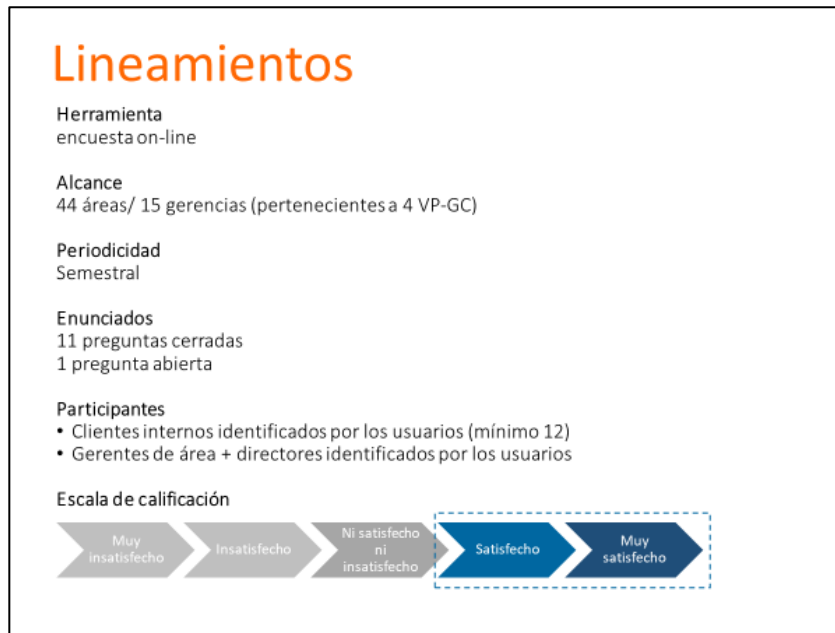 Lineamientos
Herramienta
encuesta on-line
Alcance
44 áreas/ 15 gerencias (pertenecientes a 4 VP-GC)
Periodicidad
Semestral
Enunciados
11 preguntas cerradas
1 pregunta abierta
Participantes
• Clientes internos identificados por los usuarios (mínimo 12)
• Gerentes de área + directores identificados por los usuarios
Escala de calificación
Muy
insatisfecho
Insatisfecho
Ni satisfecho
ni
insatisfecho
Satisfecho
Muy
satisfecho